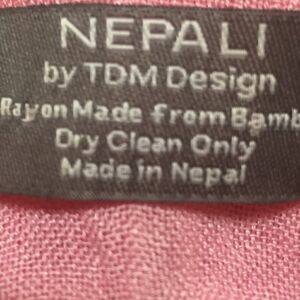 NEPALI
by TDM Design
Rayon Made from Bamb
Dry Clean Only
Made in Nepal